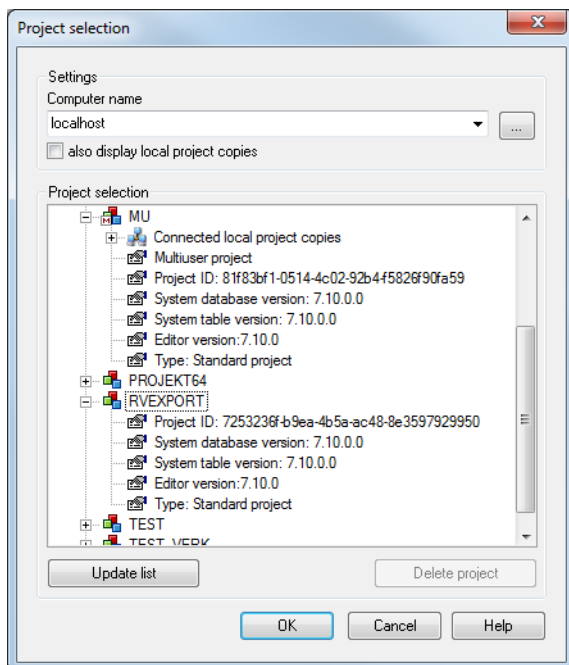 Project selection
Settings
Computer name
localhost
...
also display local project copies
Project selection
MU
Connected local project copies
Multiuser project
Project ID: 81f83bf1-0514-4c02-92b4-f5826f90fa59
System database version: 7.10.0.0
System table version: 7.10.0.0
Editor version:7.10.0
Type: Standard project
PROJEKT64
RVEXPORT
Project ID: 7253236f-b9ea-4b5a-ac48-8e3597929950
System database version: 7.10.0.0
System table version: 7.10.0.0
Editor version:7.10.0
Type: Standard project
TEST
TEST_VERK
Update list
Delete project
OK
Cancel
Help